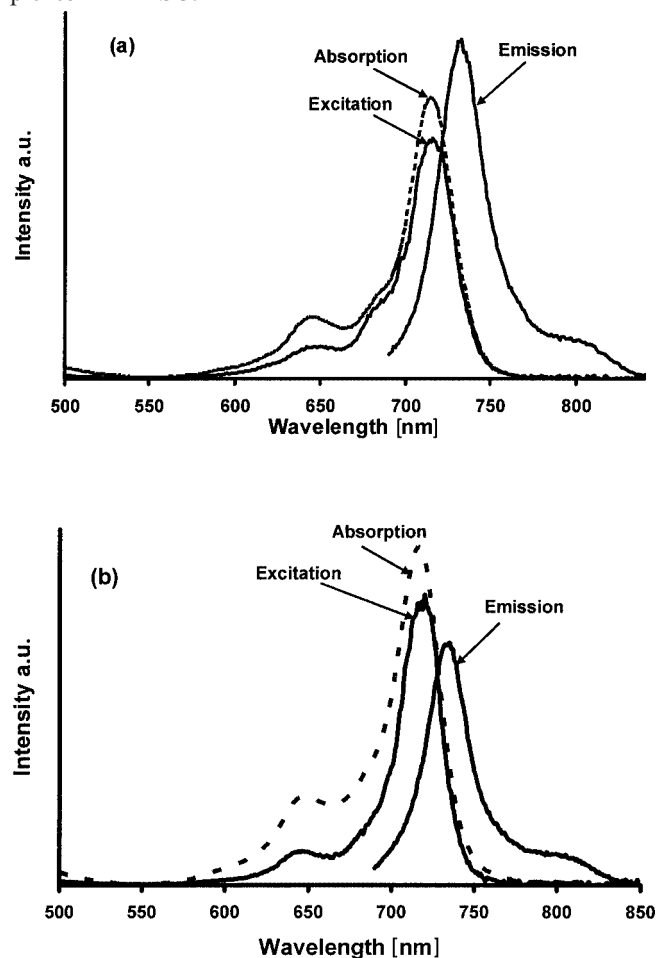 (a)
Absorption
Emission
Excitation
Intensity a.u.
500 550 600 650 700 750 800
Wavelength [nm]
(b)
Absorption
Excitation
Emission
Intensity a.u.
500 550 600 650 700 750 800 850
Wavelength [nm]